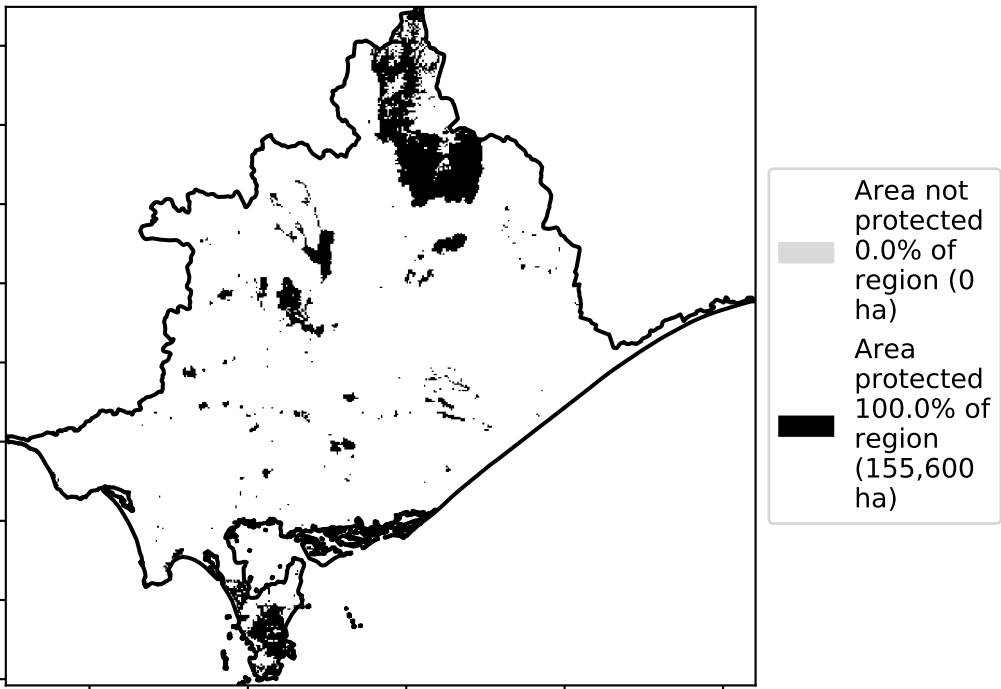 Area not
protected
0.0% of
region (0
ha)
Area
protected
100.0% of
region
(155,600
ha)